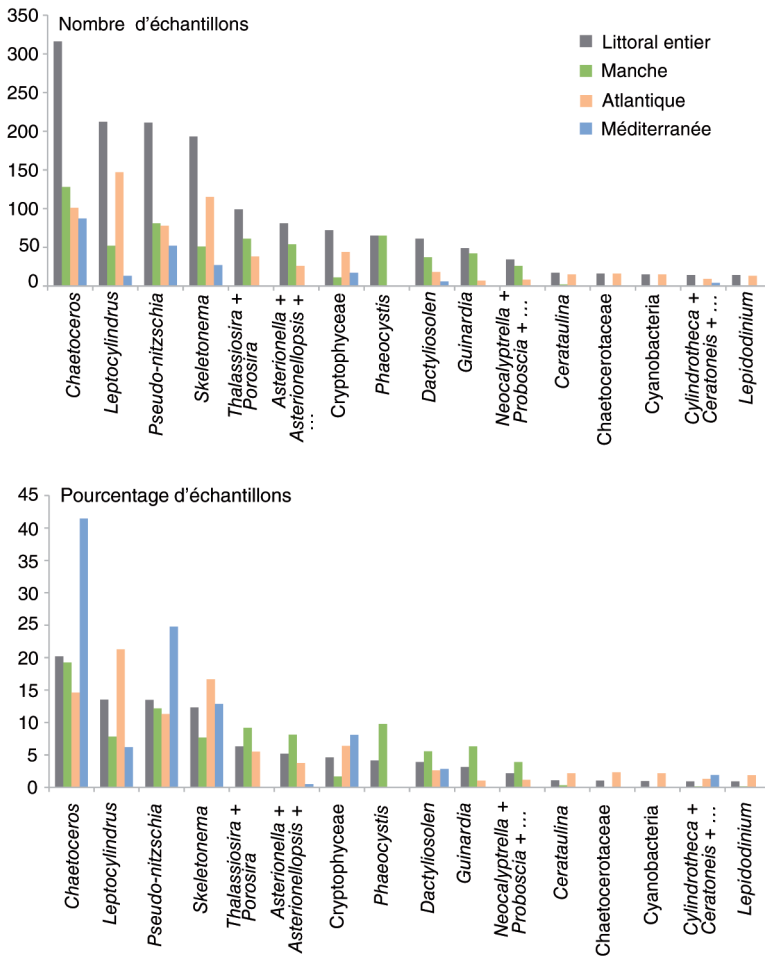 Nombre d'échantillons
350
300
250
200
150
100
50
0
Littoral entier
Manche
Atlantique
Méditerranée
Chaetoceros
Leptocylindrus
Pseudo-nitzschia
Skeletonema
Thalassiosira +
Porosira
Asterionella +
Asterionellopsis +
...
Cryptophyceae
Phaeocystis
Dactyliosolen
Guinardia
Neocalyptrella +
Proboscia + ...
Cerataulina
Chaetocerotaceae
Cyanobacteria
Cylindrotheca +
Ceratoneis + ...
Lepidodinium
Pourcentage d'échantillons
45
40
35
30
25
20
15
10
5
0
Chaetoceros
Leptocylindrus
Pseudo-nitzschia
Skeletonema
Thalassiosira +
Porosira
Asterionella +
Asterionellopsis +
Cryptophyceae
Phaeocystis
Dactyliosolen
Guinardia
Neocalyptrella +
Proboscia + ...
Cerataulina
Chaetocerotaceae
Cyanobacteria
Cylindrotheca +
Ceratoneis + ...
Lepidodinium